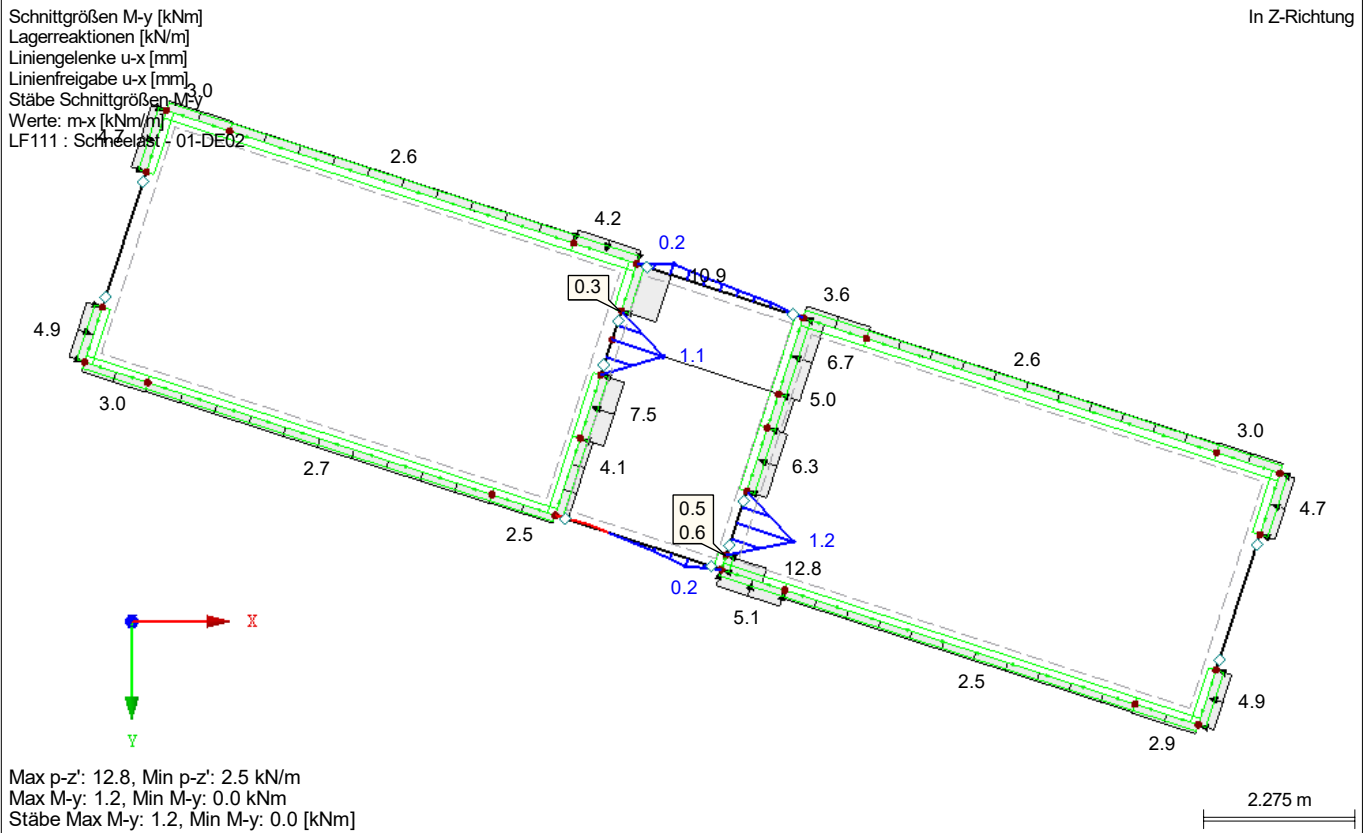 Schnittgrößen M-y [kNm]
In Z-Richtung
Lagerreaktionen [kN/m]
Liniengelenke u-x [mm]
Linienfreigabe u-x [mm]
Stäbe Schnittgrößen M-y
3.0
Werte: m-x [kNm/m]
4.7
LF111 : Schneelast - 01-DE02
2.6
4.2
0.2
10.9
0.3
3.6
4.9
1.1
6.7
2.6
3.0
5.0
7.5
3.0
2.7
4.1
6.3
3.0
4.7
2.5
0.5
0.6
1.2
12.8
0.2
5.1
X
2.5
4.9
Y
2.9
Max p-z': 12.8, Min p-z': 2.5 kN/m
Max M-y: 1.2, Min M-y: 0.0 kNm
Stäbe Max M-y: 1.2, Min M-y: 0.0 [kNm]
2.275 m